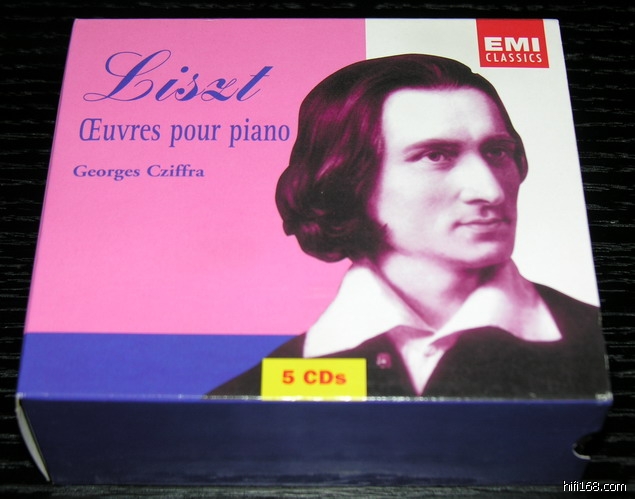 Liszt
Œuvres pour piano
Georges Cziffra
EMI
CLASSICS
5 CDs
hifi168.com